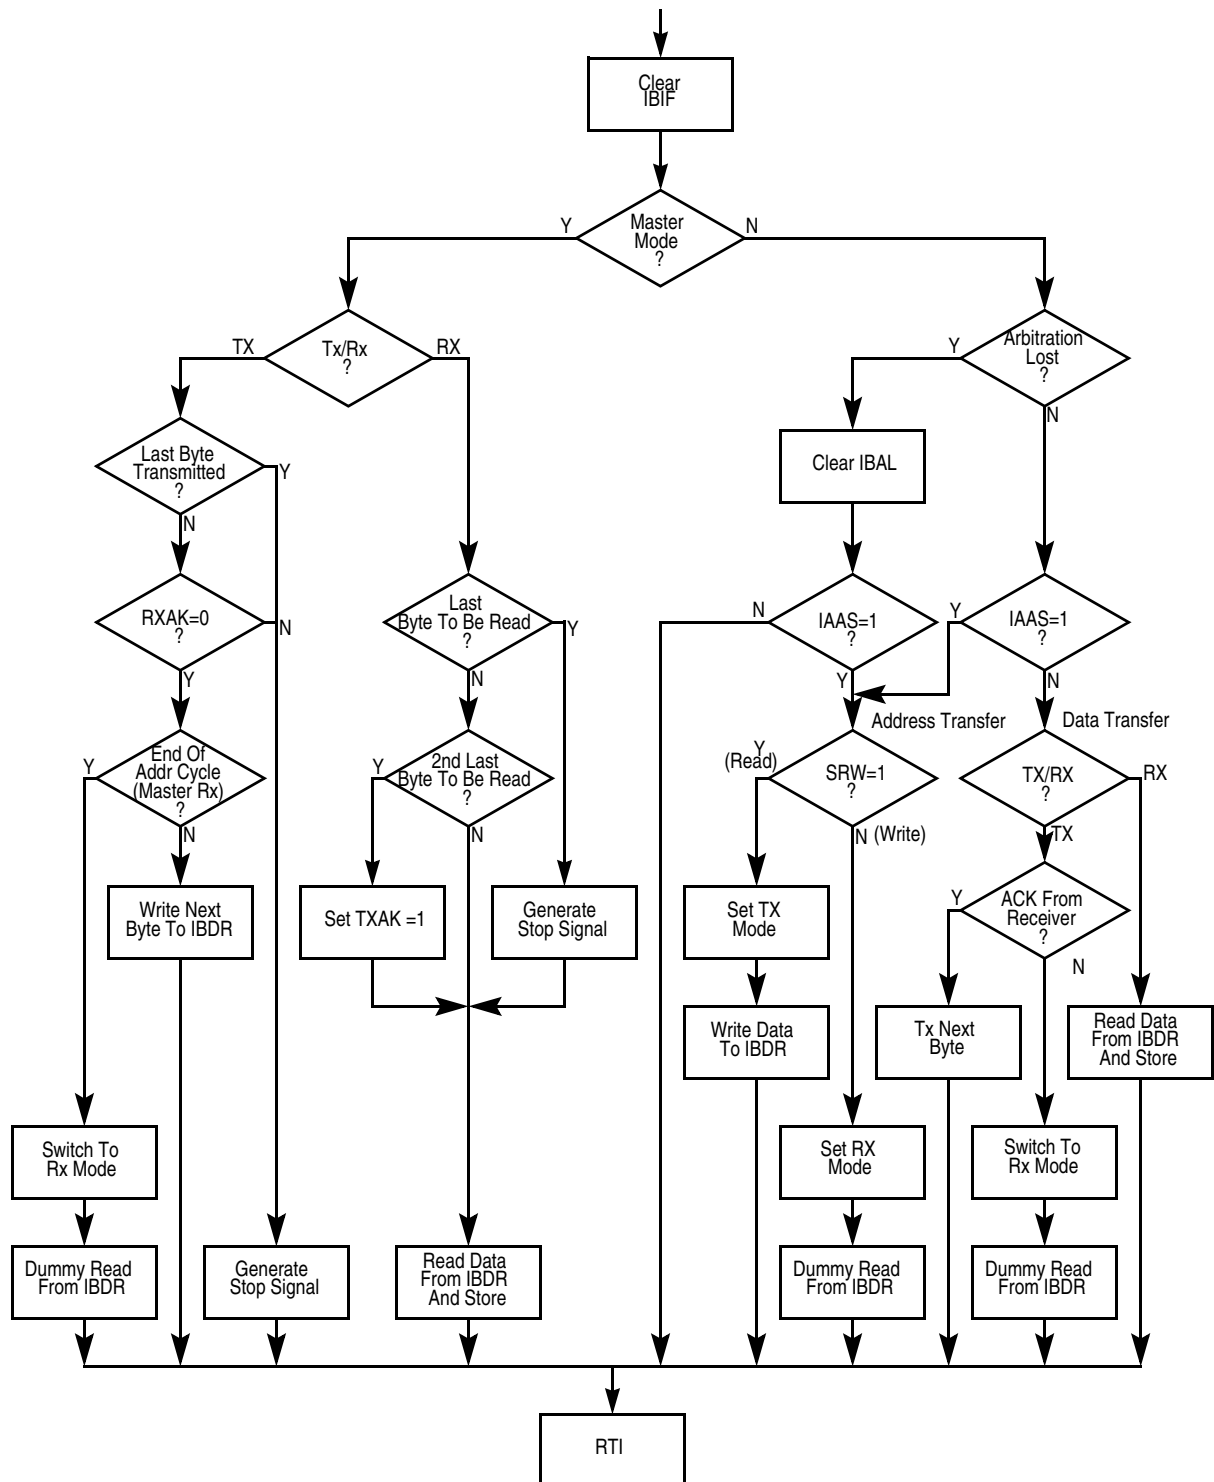 Clear
IBIF
Y
Master
Mode
?
N
TX
Tx/Rx
?
RX
Y
Arbitration
Lost
?
N
Last Byte
Transmitted
?
Y
N
Clear IBAL
RXAK=0
?
N
Y
Last
Byte To Be Read
?
Y
N
N
IAAS=1
?
Y
Y
IAAS=1
?
N
Address Transfer
Data Transfer
Y
End Of
Addr Cycle
(Master Rx)
?
N
Y
2nd Last
Byte To Be Read
?
N
Y
(Read)
SRW=1
?
N (Write)
TX/RX
?
RX
TX
Write Next
Byte To IBDR
Set TXAK =1
Generate
Stop Signal
Set TX
Mode
Y
ACK From
Receiver
?
N
Write Data
To IBDR
Tx Next
Byte
Read Data
From IBDR
And Store
Switch To
Rx Mode
Set RX
Mode
Switch To
Rx Mode
Dummy Read
From IBDR
Generate
Stop Signal
Read Data
From IBDR
And Store
Dummy Read
From IBDR
Dummy Read
From IBDR
RTI